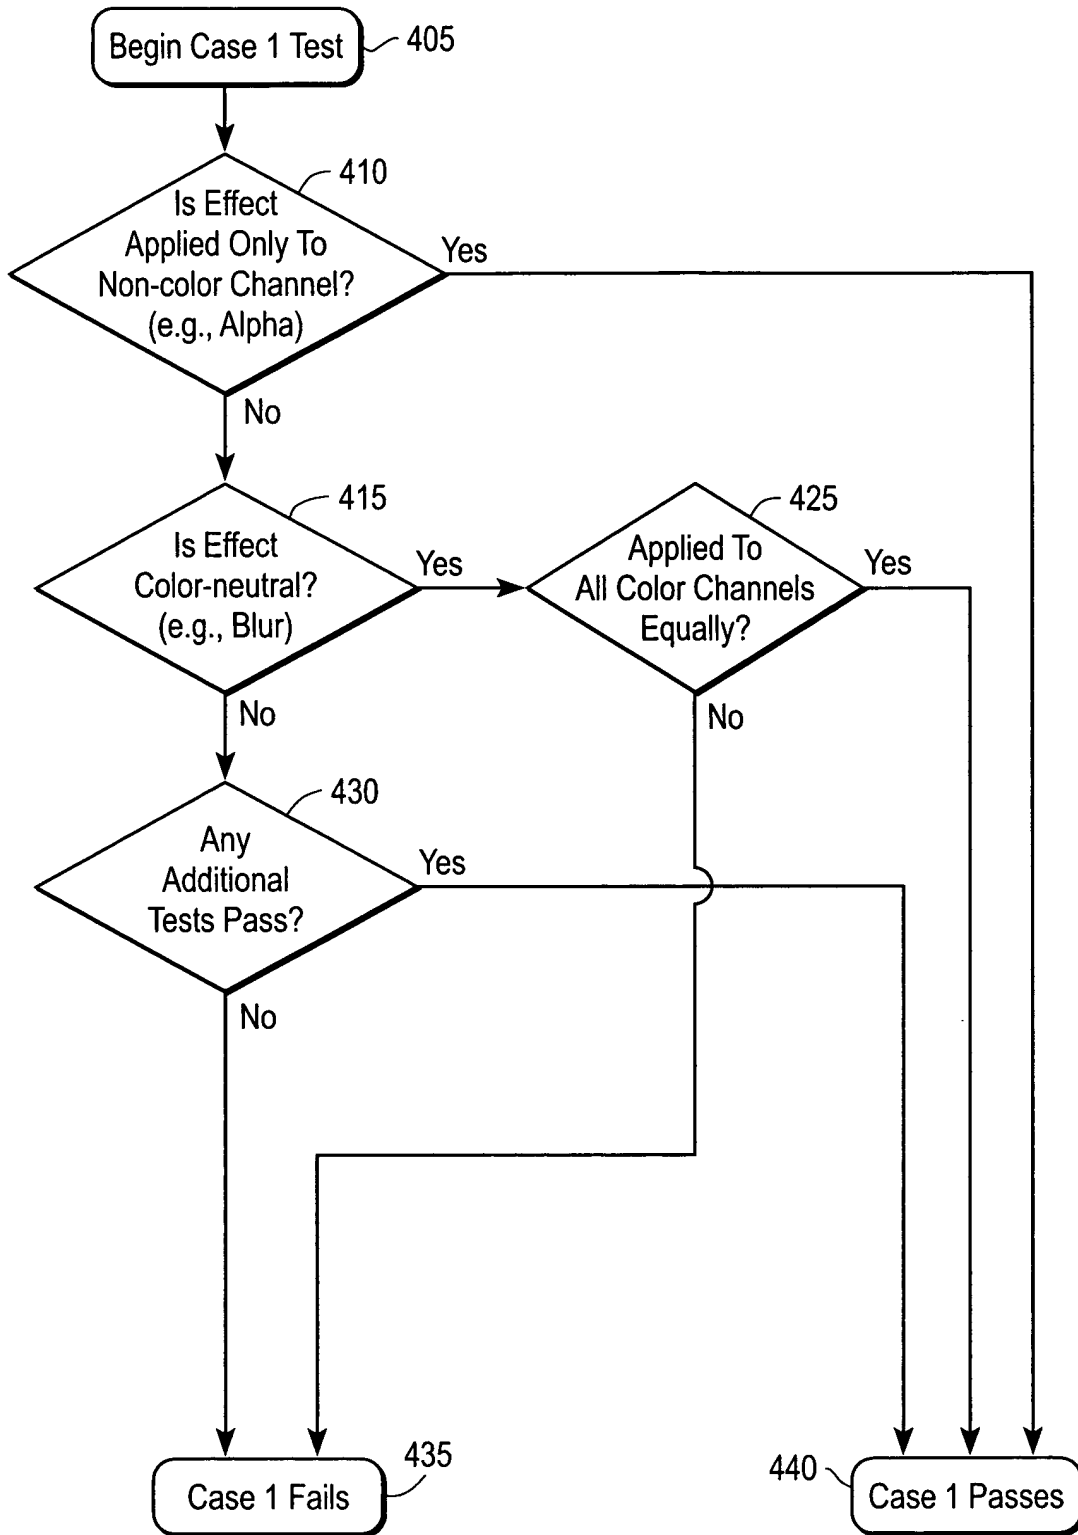 Begin Case 1 Test
405
410
Is Effect
Applied Only To
Non-color Channel?
(e.g., Alpha)
Yes
No
415
Is Effect
Color-neutral?
(e.g., Blur)
Yes
No
425
Applied To
All Color Channels
Equally?
Yes
No
430
Any
Additional
Tests Pass?
Yes
No
435
Case 1 Fails
440
Case 1 Passes